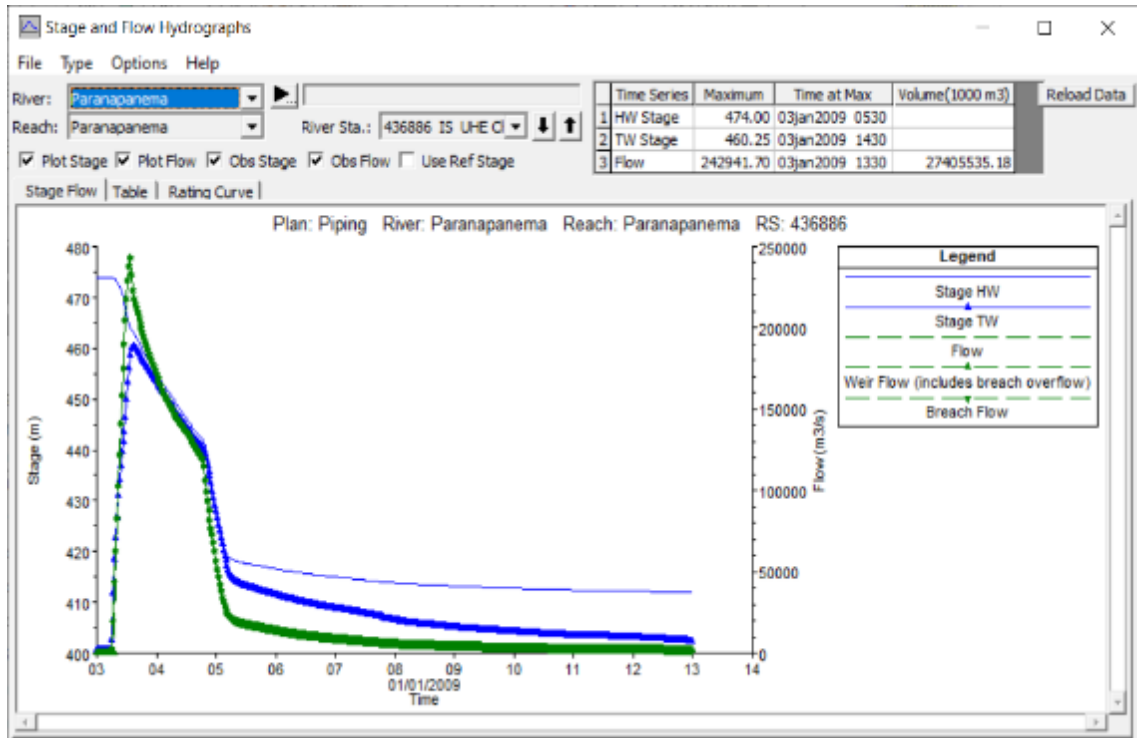 Stage and Flow Hydrographs
File Type Options Help
River: Paranapanema
Reach: Paranapanema River Sta.: 436886 IS UHE Cl
Plot Stage Plot Flow Obs Stage Obs Flow Use Ref Stage
Time Series Maximum Time at Max Volume(1000 m3) Reload Data
1 HW Stage 474.00 03jan2009 0530
2 TW Stage 460.25 03jan2009 1430
3 Flow 242941.70 03jan2009 1330 27405535.18
Stage Flow Table Rating Curve
Plan: Piping River: Paranapanema Reach: Paranapanema RS: 436886
480
470
460
450
440
430
420
410
400
Stage (m)
250000
200000
150000
100000
50000
0
Flow (m3/s)
03 04 05 06 07 08 09 10 11 12 13 14
01/01/2009
Time
Legend
Stage HW
Stage TW
Flow
Weir Flow (includes breach overflow)
Breach Flow